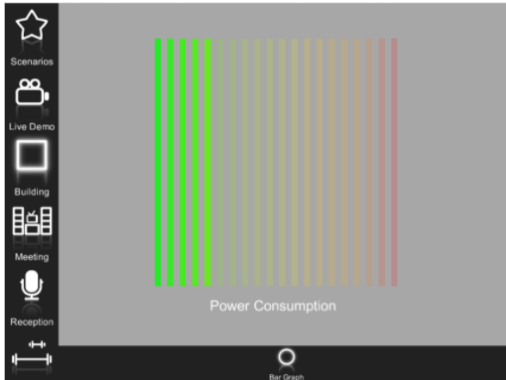 Scenarios
Live Demo
Building
Meeting
Reception
Power Consumption
Bar Graph